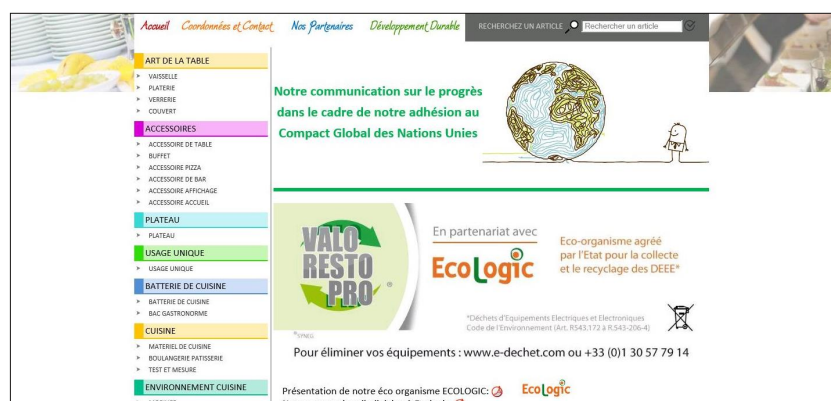 Accueil Coordonnées et Contact Nos Partenaires Développement Durable RECHERCHEZ UN ARTICLE Rechercher un article
ART DE LA TABLE
VAISSELLE
PLATERIE
VERRERIE
COUVERT
ACCESSOIRES
ACCESSOIRE DE TABLE
BUFFET
ACCESSOIRE PIZZA
ACCESSOIRE DE BAR
ACCESSOIRE AFFICHAGE
ACCESSOIRE ACCUEIL
PLATEAU
PLATEAU
USAGE UNIQUE
USAGE UNIQUE
BATTERIE DE CUISINE
BATTERIE DE CUISINE
BAC GASTRONORME
CUISINE
MATERIEL DE CUISINE
BOULANGERIE PATISSERIE
TEST ET MESURE
ENVIRONNEMENT CUISINE
Notre communication sur le progrès
dans le cadre de notre adhésion au
Compact Global des Nations Unies
VALO
RESTO
PRO
®
®SYNEG
En partenariat avec
EcoLogic
Eco-organisme agréé
par l'Etat pour la collecte
et le recyclage des DEEE*
*Déchets d'Equipements Electriques et Electroniques
Code de l'Environnement (Art. R543.172 à R.543-206-4)
Pour éliminer vos équipements : www.e-dechet.com ou +33 (0)1 30 57 79 14
Présentation de notre éco organisme ECOLOGIC: EcoLogic